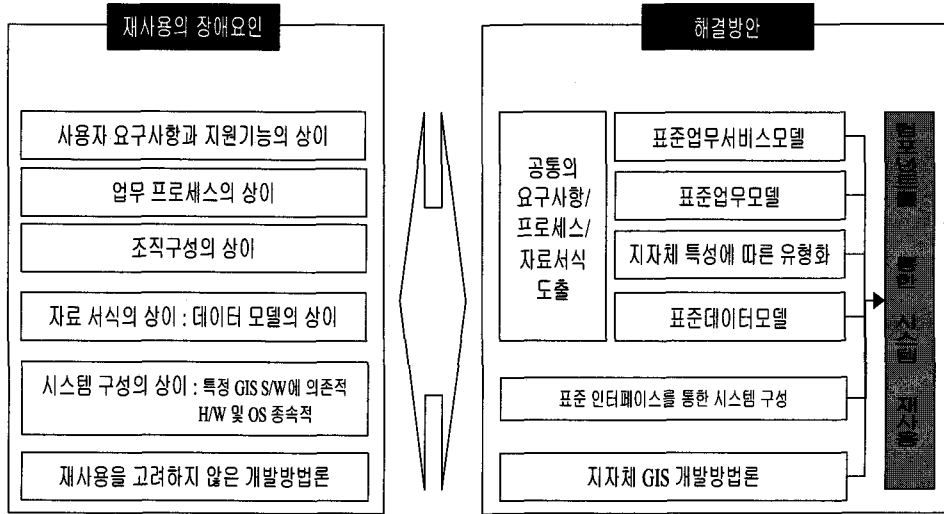 재사용의 장애요인
사용자 요구사항과 지원기능의 상이
업무 프로세스의 상이
조직구성의 상이
자료 서식의 상이 : 데이터 모델의 상이
시스템 구성의 상이 : 특정 GIS S/W에 의존적
H/W 및 OS 종속적
재사용을 고려하지 않은 개발방법론
해결방안
공통의
요구사항/
프로세스/
자료서식
도출
표준업무서비스모델
표준업무모델
지자체 특성에 따른 유형화
표준데이터모델
표준 인터페이스를 통한 시스템 구성
지자체 GIS 개발방법론
컴포넌트를 통한 시스템 재사용